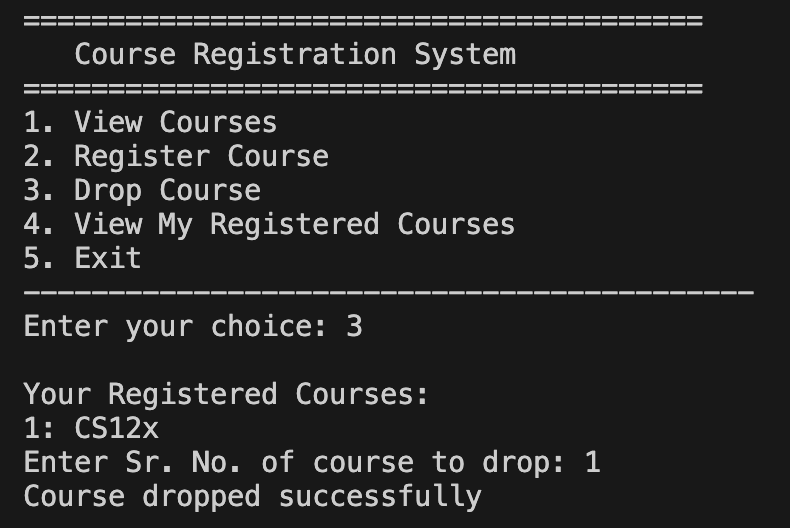 ========================================
   Course Registration System
========================================
1. View Courses
2. Register Course
3. Drop Course
4. View My Registered Courses
5. Exit
-------------------------------------------
Enter your choice: 3

Your Registered Courses:
1: CS12x
Enter Sr. No. of course to drop: 1
Course dropped successfully